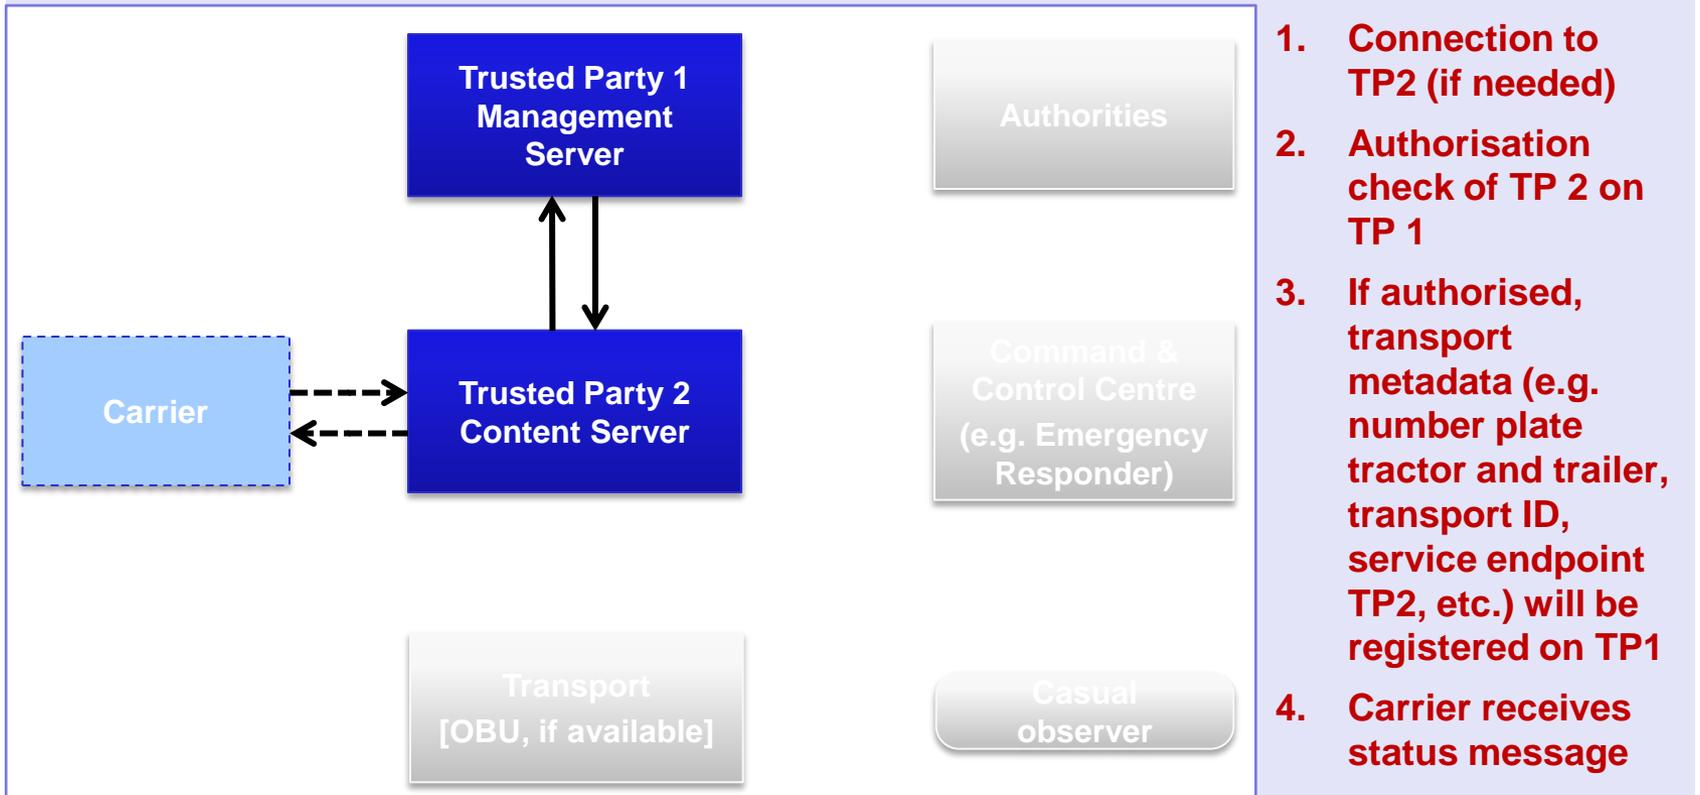 Trusted Party 1
Management
Server
Authorities
Carrier
Trusted Party 2
Content Server
Command &
Control Centre
(e.g. Emergency
Responder)
Transport
[OBU, if available]
Casual
observer
1. Connection to
TP2 (if needed)
2. Authorisation
check of TP 2 on
TP 1
3. If authorised,
transport
metadata (e.g.
number plate
tractor and trailer,
transport ID,
service endpoint
TP2, etc.) will be
registered on TP1
4. Carrier receives
status message